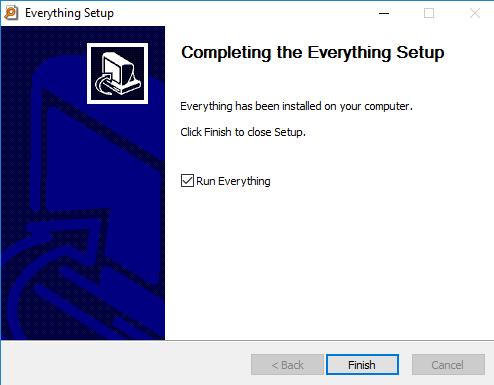 Everything Setup
Completing the Everything Setup
Everything has been installed on your computer.
Click Finish to close Setup.
Run Everything
< Back Finish Cancel